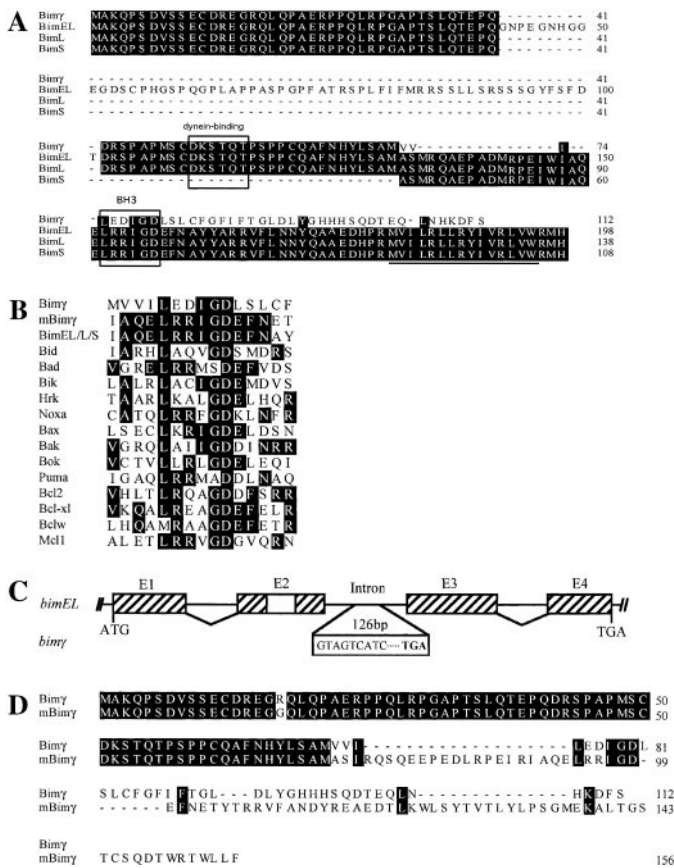 A
Bimγ MAKQPSDVSSECDREGRQLQPAERPPQLRPGAPTSLQTEPQ--------- 41
BimEL MAKQPSDVSSECDREGRQLQPAERPPQLRPGAPTSLQTEPQGNPEGNHGG 50
BimL MAKQPSDVSSECDREGRQLQPAERPPQLRPGAPTSLQTEPQ--------- 41
BimS MAKQPSDVSSECDREGRQLQPAERPPQLRPGAPTSLQTEPQ--------- 41
Bimγ -------------------------------------------------- 41
BimEL EGDSCPHGSPQGPLAPPASPGPFATRSPLFIFMRRSSLLSRSSSGYFSFD 100
BimL -------------------------------------------------- 41
BimS -------------------------------------------------- 41
dynein-binding
Bimγ -DRSPAPMSCDKSTQTPSPPCQAFNHYLSAMVV----------------I- 74
BimEL TDRSPAPMSCDKSTQTPSPPCQAFNHYLSAMASMRQAEPADMRPEIWIAQ 150
BimL -DRSPAPMSCDKSTQTPSPPCQAFNHYLSAMASMRQAEPADMRPEIWIAQ 90
BimS -------------------------------ASMRQAEPADMRPEIWIAQ 60
BH3
Bimγ -LEDIGDLSLCFGFIFTGLDLYGHHHSQDTEQ--LNHKDFS 112
BimEL ELRRIGDEFNAYYARRVFLNNYQAAEDHPRMVILRLLRYIVRLVWRMH 198
BimL ELRRIGDEFNAYYARRVFLNNYQAAEDHPRMVILRLLRYIVRLVWRMH 138
BimS ELRRIGDEFNAYYARRVFLNNYQAAEDHPRMVILRLLRYIVRLVWRMH 108
B
Bimγ MVVILEDIGDLSLCF
mBimγ IAQELRRIGDEFNET
BimEL/L/S IAQELRRIGDEFNAY
Bid IARHLAQVGDSMDRS
Bad VGRELRRMSDEFVDS
Bik LALRLACIGDEMDVS
Hrk TAARLKALGDELHQR
Noxa CATQLRRFGDKLNFR
Bax LSECLKRIGDELDSN
Bak VGRQLAIIGDDINRR
Bok VCTVLLRLGDELEQI
Puma IGAQLRRMADDLNAQ
Bcl2 VHLTLRQAGDDFSRR
Bcl-xl VKQALREAGDEFELR
Bclw LHQAMRAAGDEFETR
Mcl1 ALETLRRVGDGVQRN
C
E1 E2 Intron E3 E4
bimEL
ATG 126bp TGA
bimγ GTAGTCATC·····TGA
D
Bimγ MAKQPSDVSSECDREGRQLQPAERPPQLRPGAPTSLQTEPQDRSPAPMSC 50
mBimγ MAKQPSDVSSECDREGGQLQPAERPPQLRPGAPTSLQTEPQDRSPAPMSC 50
Bimγ DKSTQTPSPPCQAFNHYLSAMVVI-------------------LEDIGDL 81
mBimγ DKSTQTPSPPCQAFNHYLSAMASIRQSQEEPEDLRPEIRIAQELRRIGD- 99
Bimγ SLCFGFIFTGL-DLYGHHHSQDTEQLN--------------HKDFS 112
mBimγ ------EFNETYTRRVFANDYREAEDTLKWLSYTVTLYLPSGMEKALTGS 143
Bimγ
mBimγ TCSQDTWRTWLLF 156